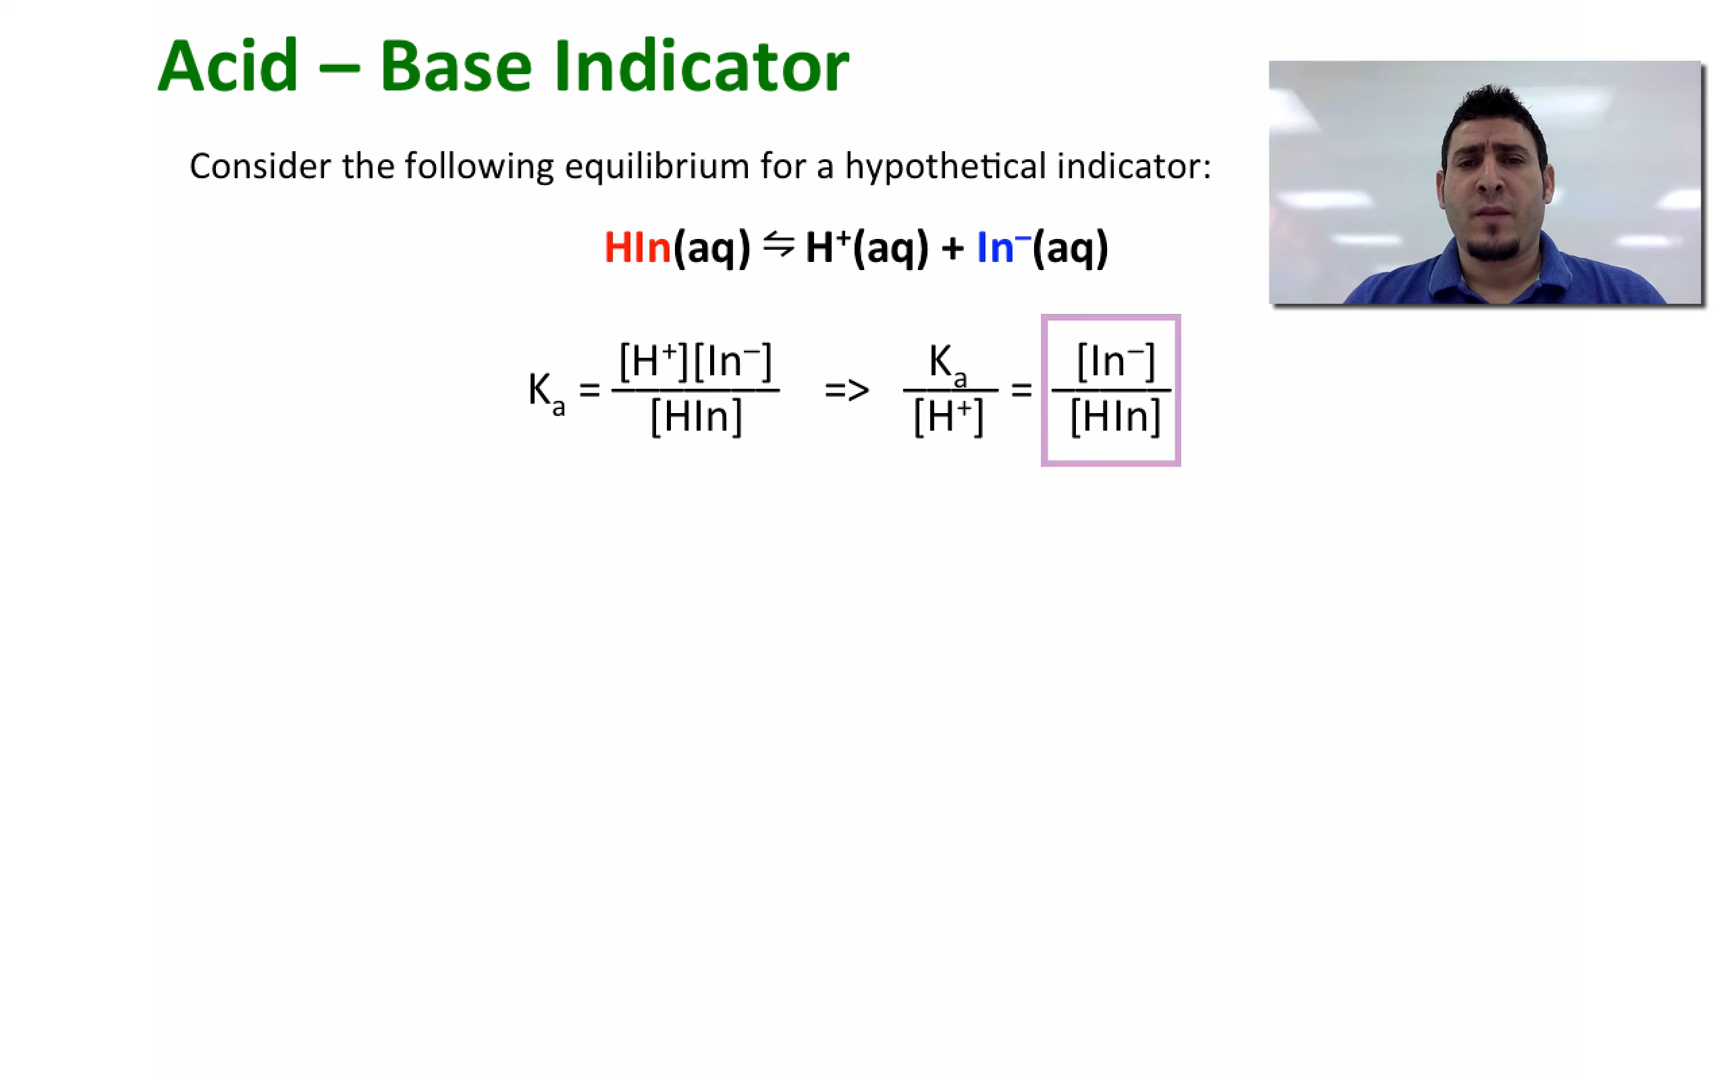 Acid – Base Indicator
Consider the following equilibrium for a hypothetical indicator:
HIn(aq) ⇋ H⁺(aq) + In⁻(aq)
Kₐ = [H⁺][In⁻] / [HIn] => Kₐ / [H⁺] = [In⁻] / [HIn]